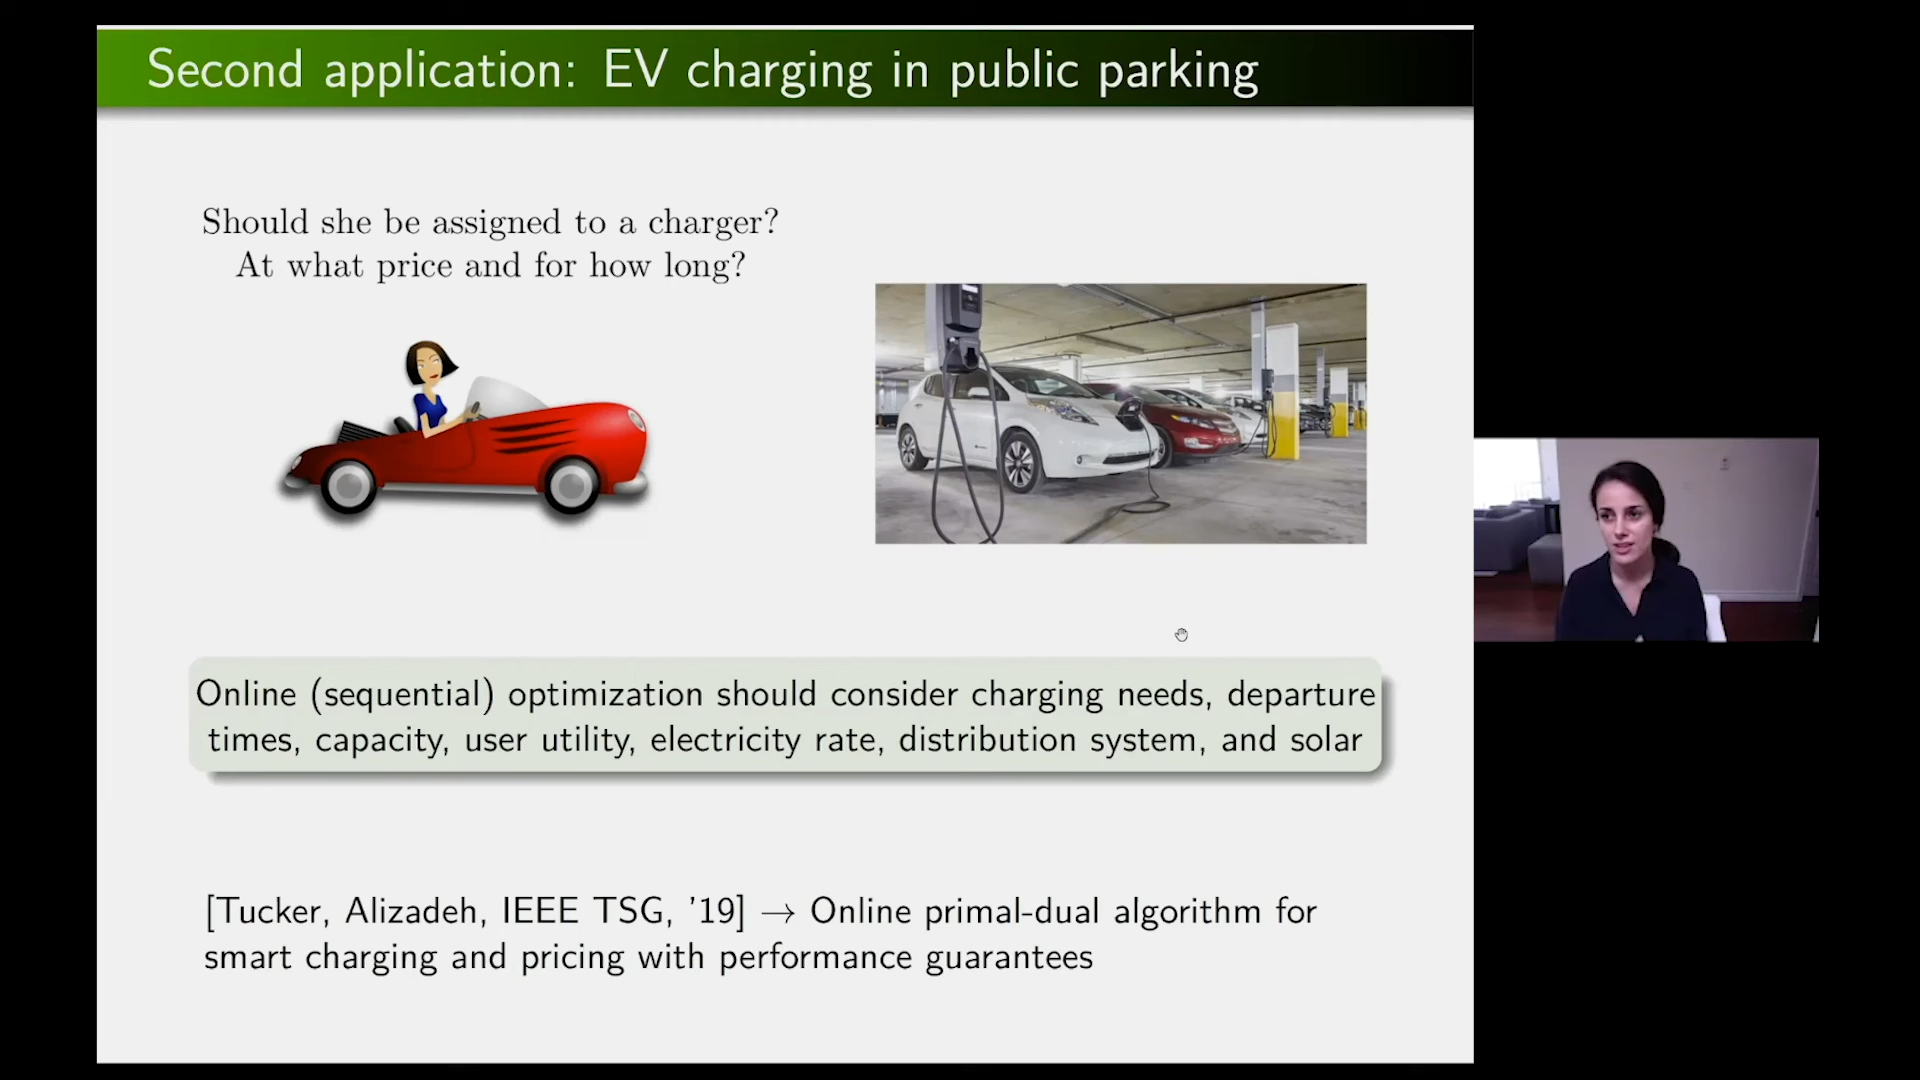 Second application: EV charging in public parking
Should she be assigned to a charger?
At what price and for how long?
Online (sequential) optimization should consider charging needs, departure
times, capacity, user utility, electricity rate, distribution system, and solar
[Tucker, Alizadeh, IEEE TSG, ’19] → Online primal-dual algorithm for
smart charging and pricing with performance guarantees